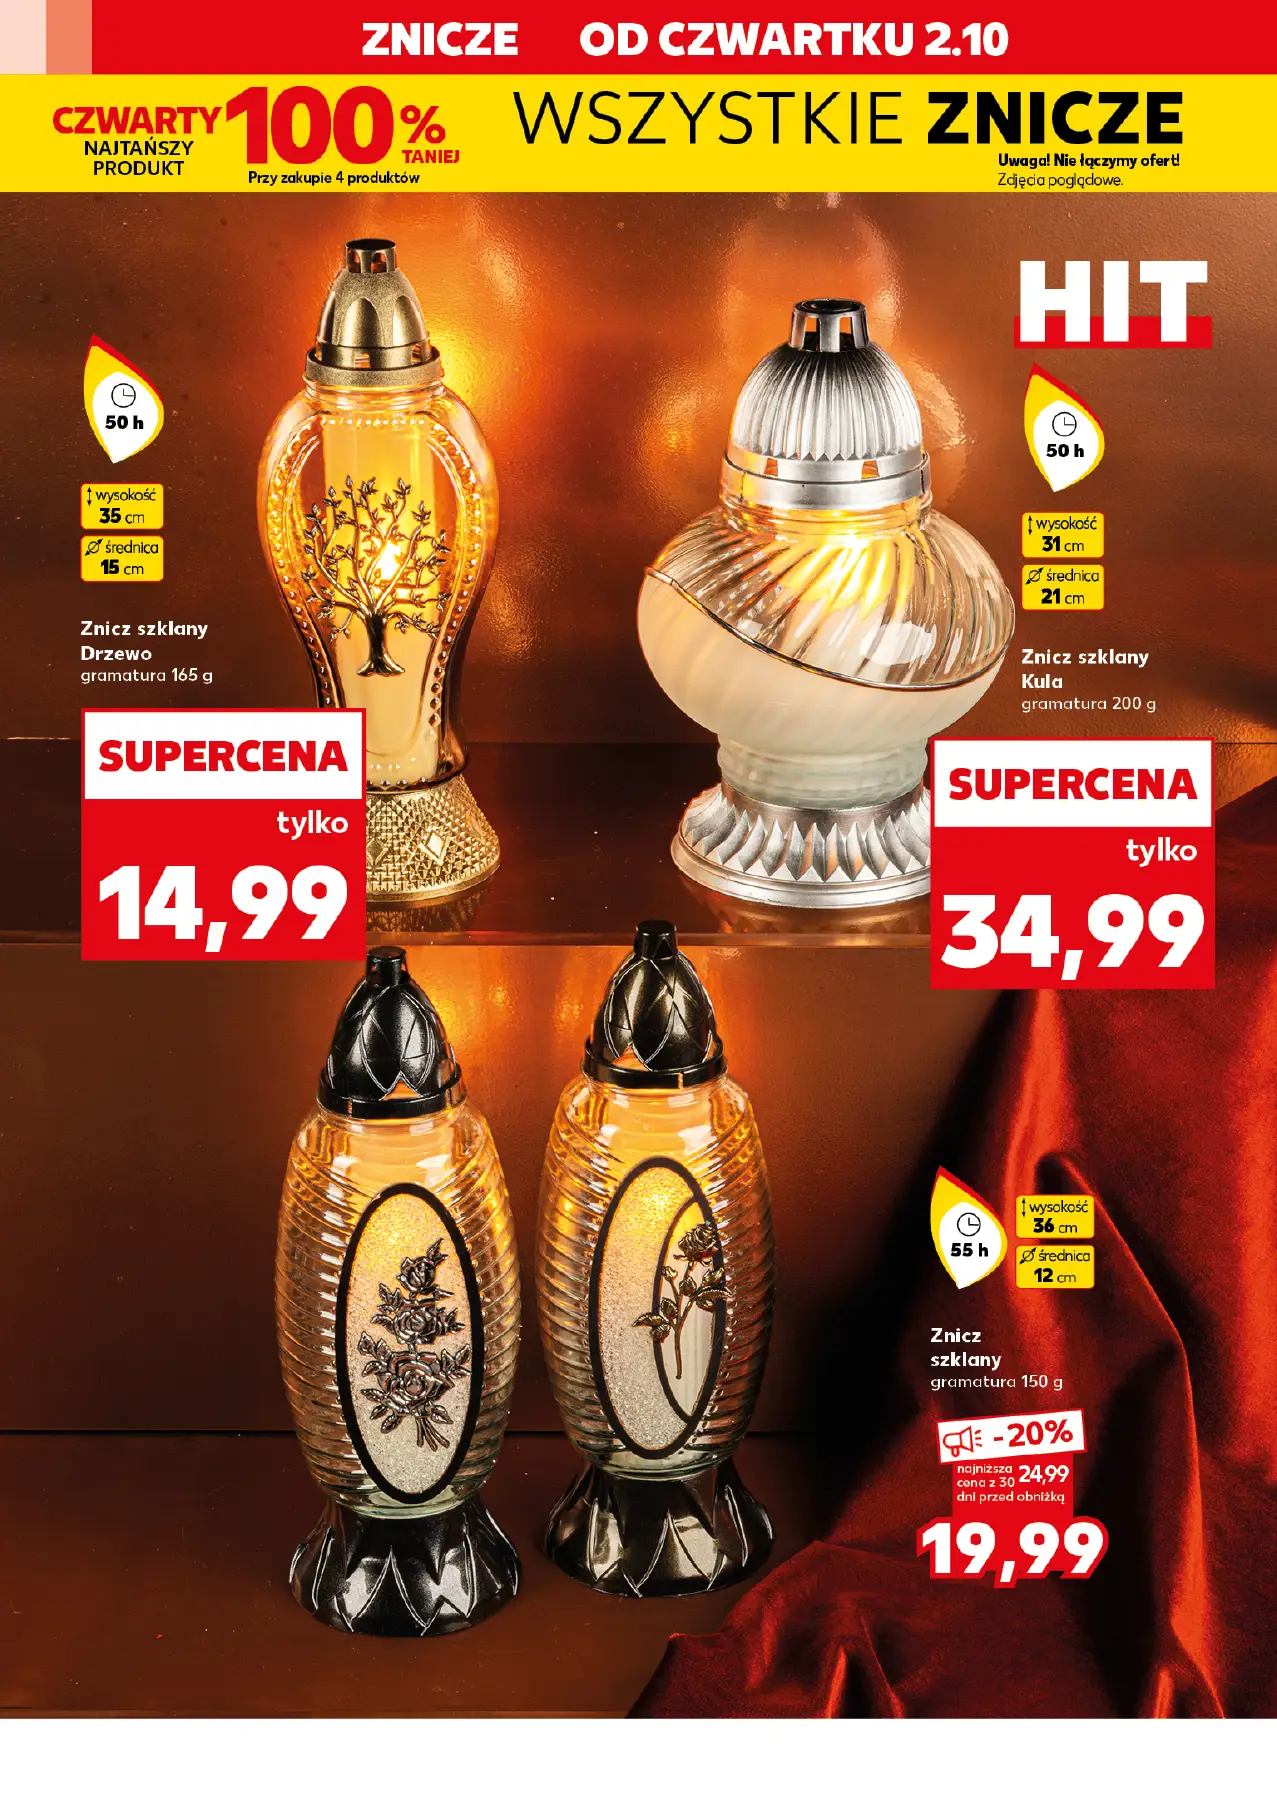 ZNICZE OD CZWARTKU 2.10
CZWARTY
NAJTAŃSZY
PRODUKT
100%
TANIEJ
Przy zakupie 4 produktów
WSZYSTKIE ZNICZE
Uwaga! Nie łączymy ofert!
Zdjęcia poglądowe.
50 h
wysokość
35 cm
średnica
15 cm
Znicz szklany
Drzewo
gramatura 165 g
SUPERCENA
tylko
14,99
HIT
50 h
wysokość
31 cm
średnica
21 cm
Znicz szklany
Kula
gramatura 200 g
SUPERCENA
tylko
34,99
55 h
wysokość
36 cm
średnica
12 cm
Znicz
szklany
gramatura 150 g
-20%
najniższa
cena z 30 24,99
dni przed obniżką
19,99